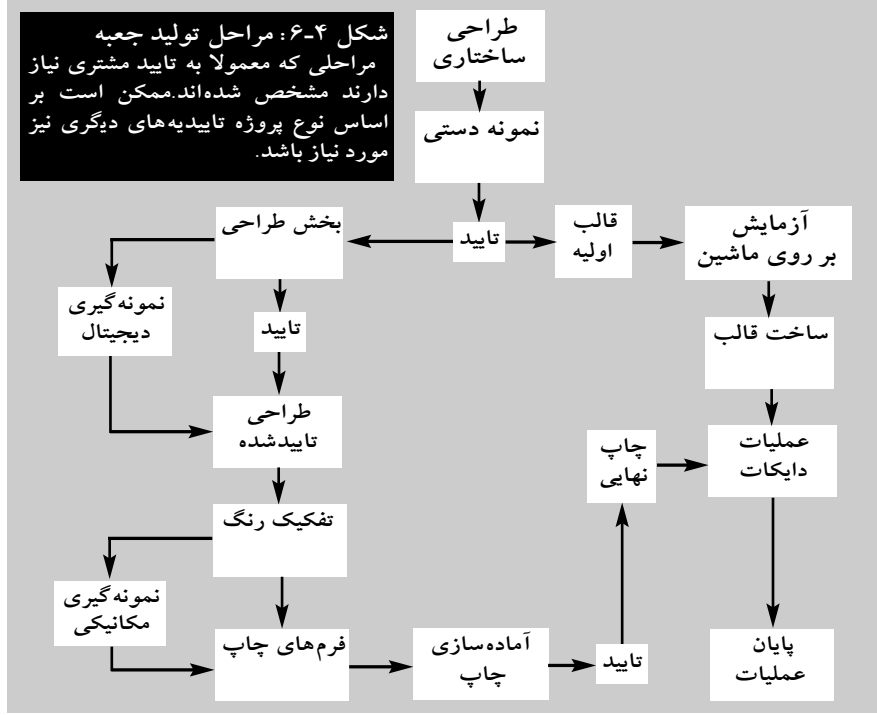 شکل ۴-۶: مراحل تولید جعبه
مراحلی که معمولا به تایید مشتری نیاز
دارند مشخص شده‌اند.ممکن است بر
اساس نوع پروژه تاییدیه‌های دیگری نیز
مورد نیاز باشد.
طراحی
ساختاری
نمونه دستی
تایید
قالب
اولیه
آزمایش
بر روی ماشین
ساخت قالب
بخش طراحی
نمونه‌گیری
دیجیتال
تایید
طراحی
تاییدشده
تفکیک رنگ
نمونه‌گیری
مکانیکی
فرم‌های چاپ
آماده‌سازی
چاپ
تایید
چاپ
نهایی
عملیات
دایکات
پایان
عملیات